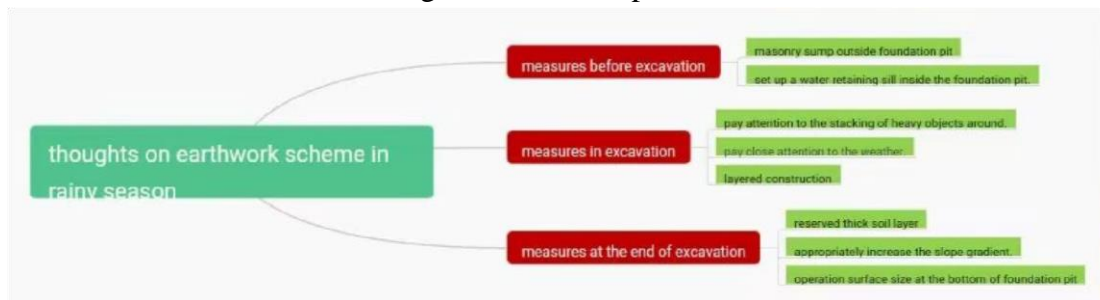 thoughts on earthwork scheme in
rainy season
measures before excavation
masonry sump outside foundation pit
set up a water retaining sill inside the foundation pit.
measures in excavation
pay attention to the stacking of heavy objects around.
pay close attention to the weather.
layered construction
measures at the end of excavation
reserved thick soil layer
appropriately increase the slope gradient.
operation surface size at the bottom of foundation pit